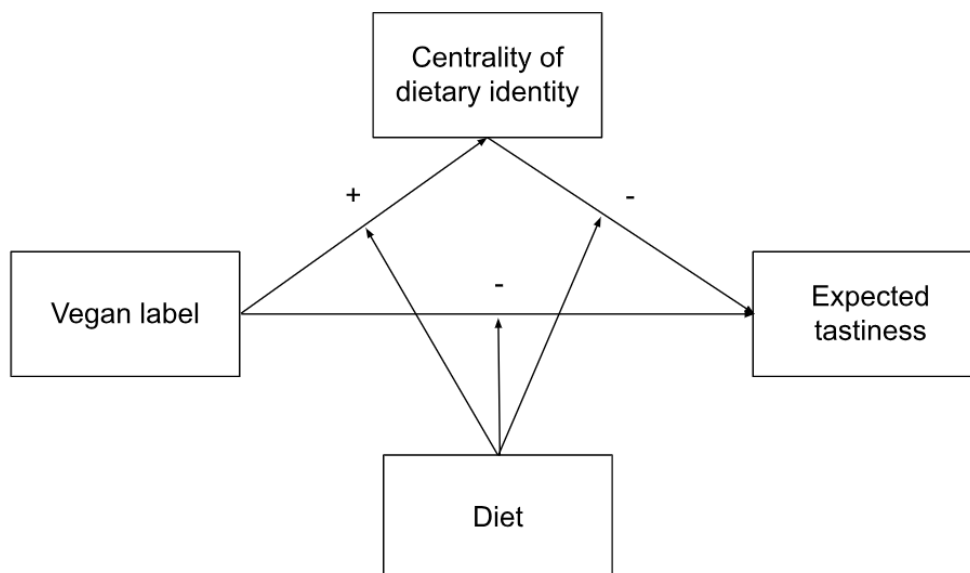 Centrality of
dietary identity
+
-
-
Vegan label
Expected
tastiness
Diet